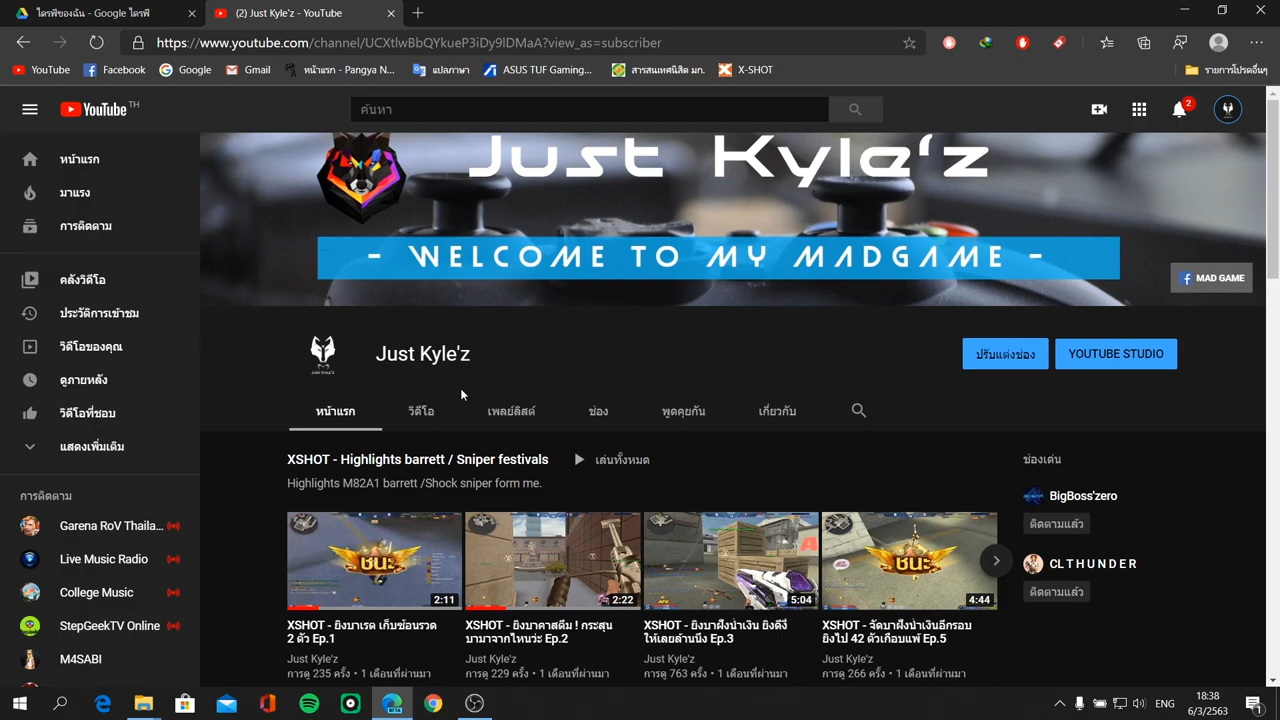 ไดรฟ์ของฉัน - Google ไดรฟ์
(2) Just Kyle'z - YouTube
https://www.youtube.com/channel/UCXtlwBbQYkueP3iDy9lDMaA?view_as=subscriber
YouTube
Facebook
Google
Gmail
หน้าแรก - Pangya N...
แปลภาษา
ASUS TUF Gaming...
สารสนเทศนิสิต มก.
X-SHOT
รายการโปรดอื่นๆ
YouTube TH
ค้นหา
2
หน้าแรก
มาแรง
การติดตาม
คลังวิดีโอ
ประวัติการเข้าชม
วิดีโอของคุณ
ดูภายหลัง
วิดีโอที่ชอบ
แสดงเพิ่มเติม
การติดตาม
Garena RoV Thaila...
Live Music Radio
College Music
StepGeekTV Online
M4SABI
Just Kyle'z
- WELCOME TO MY MADGAME -
MAD GAME
Just Kyle'z
ปรับแต่งช่อง
YOUTUBE STUDIO
หน้าแรก
วิดีโอ
เพลย์ลิสต์
ช่อง
พูดคุยกัน
เกี่ยวกับ
XSHOT - Highlights barrett / Sniper festivals
เล่นทั้งหมด
Highlights M82A1 barrett /Shock sniper form me.
ชนะ
2:11
2:22
5:04
ชนะ
4:44
XSHOT - ยิงบาเรต เก็บซ้อนรวด
2 ตัว Ep.1
Just Kyle'z
การดู 235 ครั้ง • 1 เดือนที่ผ่านมา
XSHOT - ยิงบาคาสตีม ! กระสุน
บามาจากไหนว่ะ Ep.2
Just Kyle'z
การดู 229 ครั้ง • 1 เดือนที่ผ่านมา
XSHOT - ยิงบาฝั่งน้ำเงิน ยิงดีงี้
ให้เลยล้านนึง Ep.3
Just Kyle'z
การดู 763 ครั้ง • 1 เดือนที่ผ่านมา
XSHOT - จัดบาฝั่งน้ำเงินอีกรอบ
ยิงไป 42 ตัวเกือบแพ้ Ep.5
Just Kyle'z
การดู 266 ครั้ง • 1 เดือนที่ผ่านมา
ช่องเด่น
BigBoss'zero
ติดตามแล้ว
C L T H U N D E R
ติดตามแล้ว
BETA
ENG
18:38
6/3/2563
1